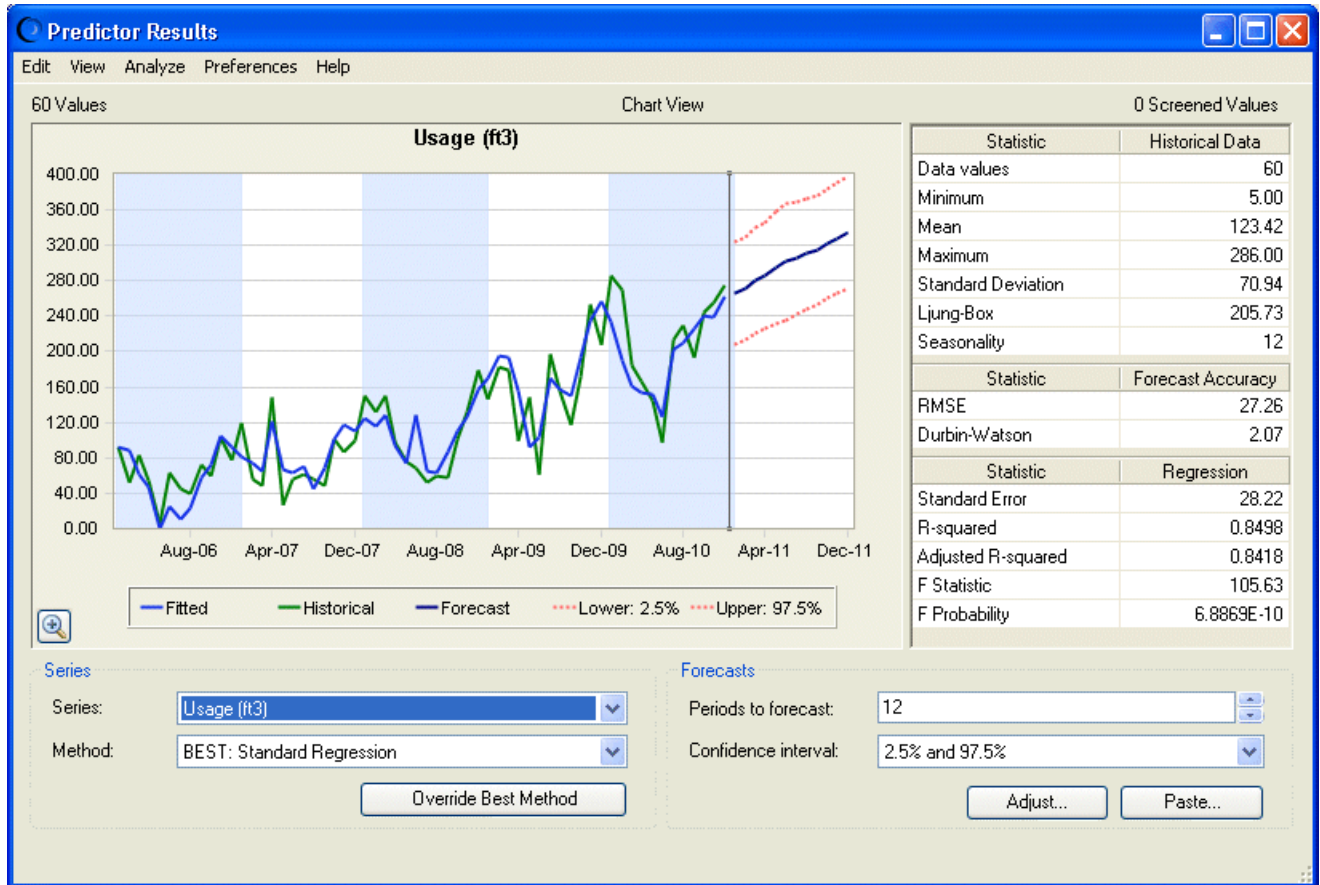 Predictor Results
Edit View Analyze Preferences Help
60 Values Chart View 0 Screened Values
Usage (ft3)
400.00
360.00
320.00
280.00
240.00
200.00
160.00
120.00
80.00
40.00
0.00
Aug-06 Apr-07 Dec-07 Aug-08 Apr-09 Dec-09 Aug-10 Apr-11 Dec-11
Fitted Historical Forecast Lower: 2.5% Upper: 97.5%
Statistic Historical Data
Data values 60
Minimum 5.00
Mean 123.42
Maximum 286.00
Standard Deviation 70.94
Ljung-Box 205.73
Seasonality 12
Statistic Forecast Accuracy
RMSE 27.26
Durbin-Watson 2.07
Statistic Regression
Standard Error 28.22
R-squared 0.8498
Adjusted R-squared 0.8418
F Statistic 105.63
F Probability 6.8869E-10
Series
Series: Usage (ft3)
Method: BEST: Standard Regression
Override Best Method
Forecasts
Periods to forecast: 12
Confidence interval: 2.5% and 97.5%
Adjust... Paste...